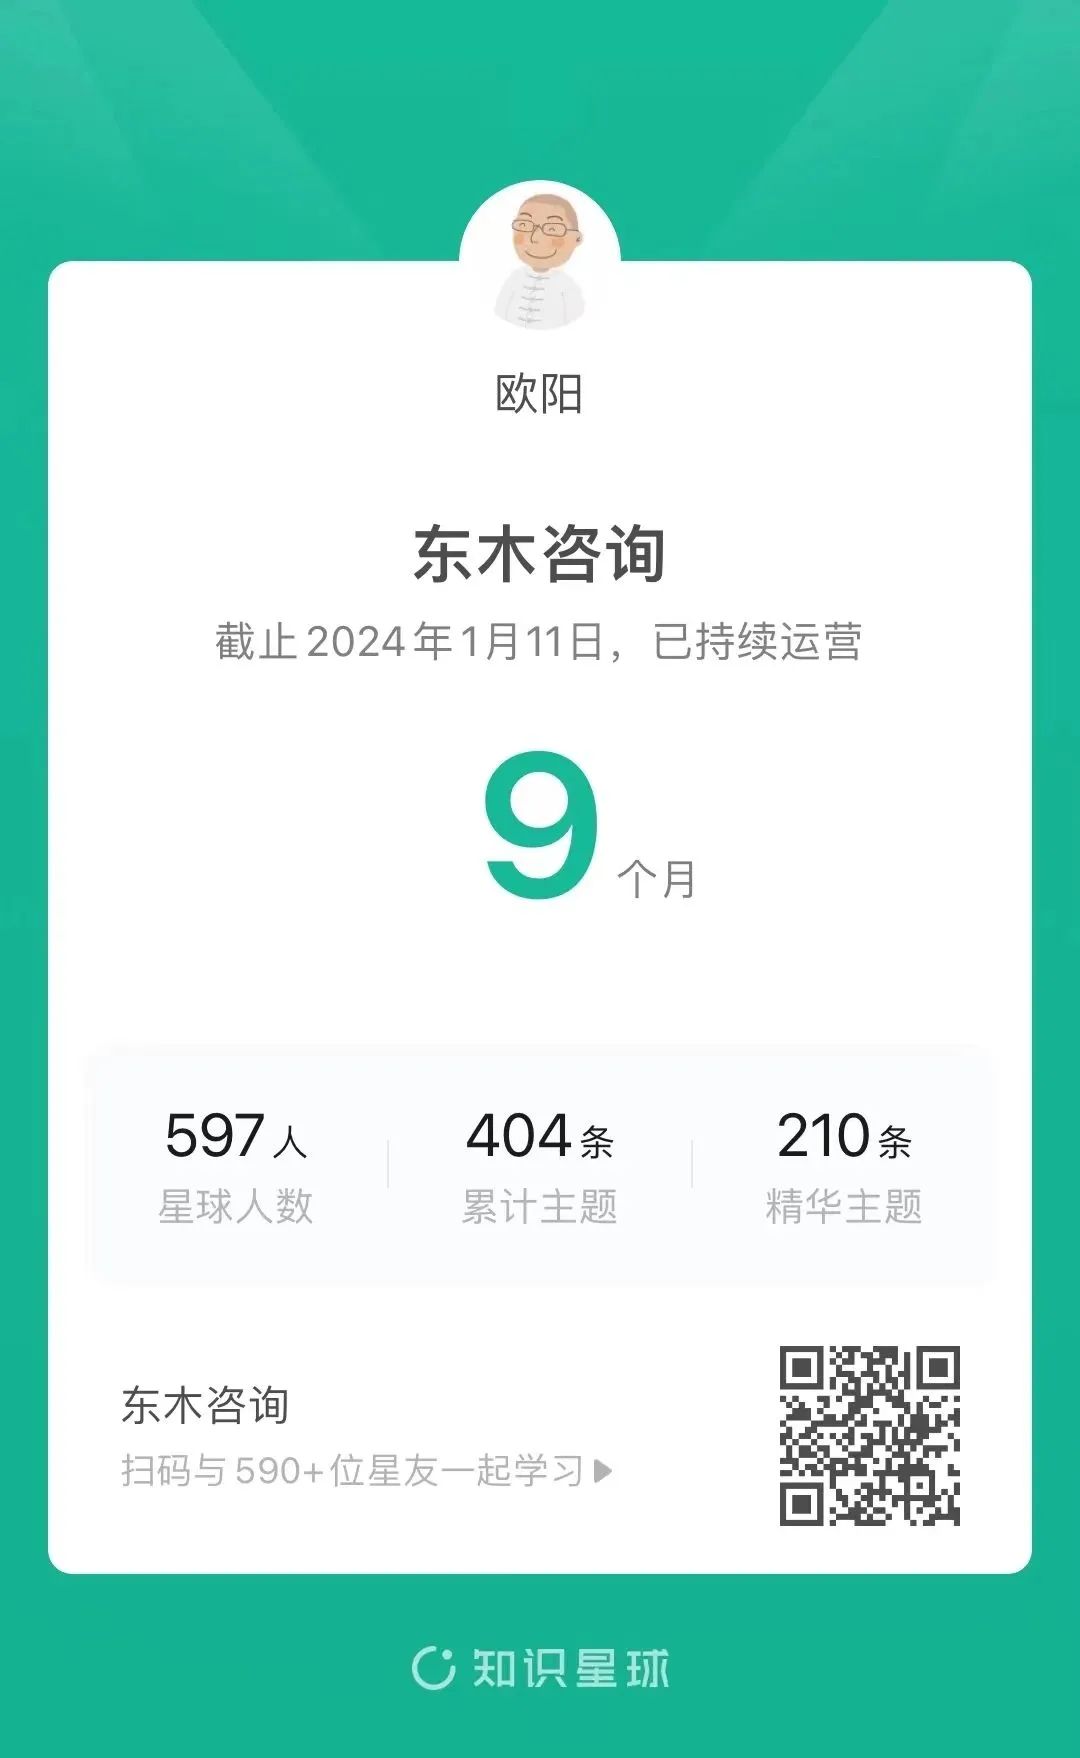 欧阳
东木咨询
截止2024年1月11日，已持续运营
9个月
597人 404条 210条
星球人数 累计主题 精华主题
东木咨询
扫码与590+位星友一起学习
知识星球